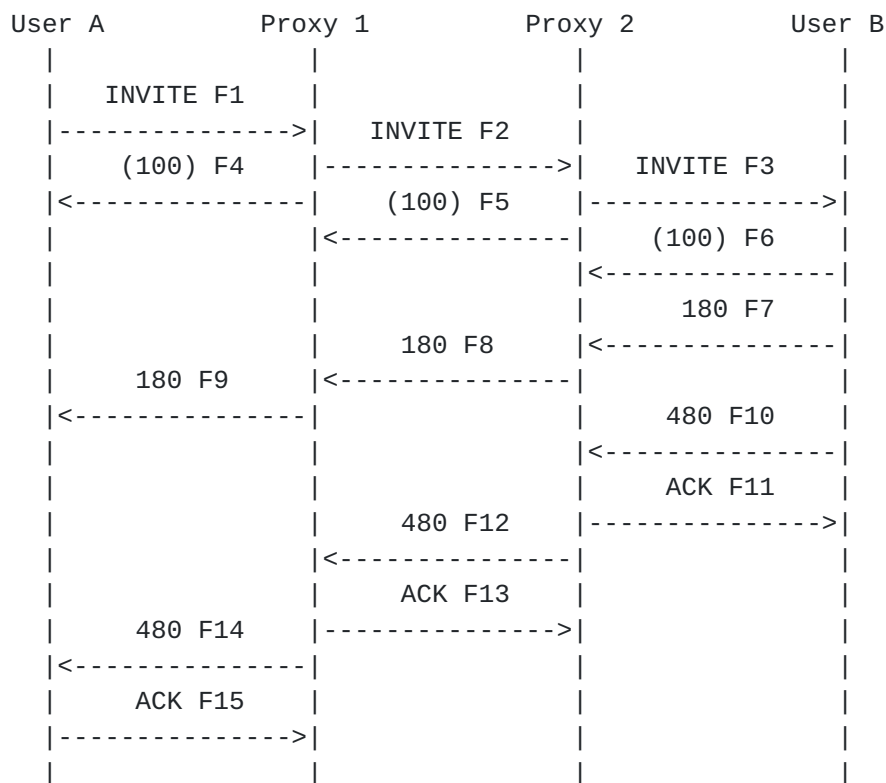 User A Proxy 1 Proxy 2 User B
INVITE F1
INVITE F2
(100) F4 INVITE F3
(100) F5
(100) F6
180 F7
180 F8
180 F9
480 F10
ACK F11
480 F12
ACK F13
480 F14
ACK F15